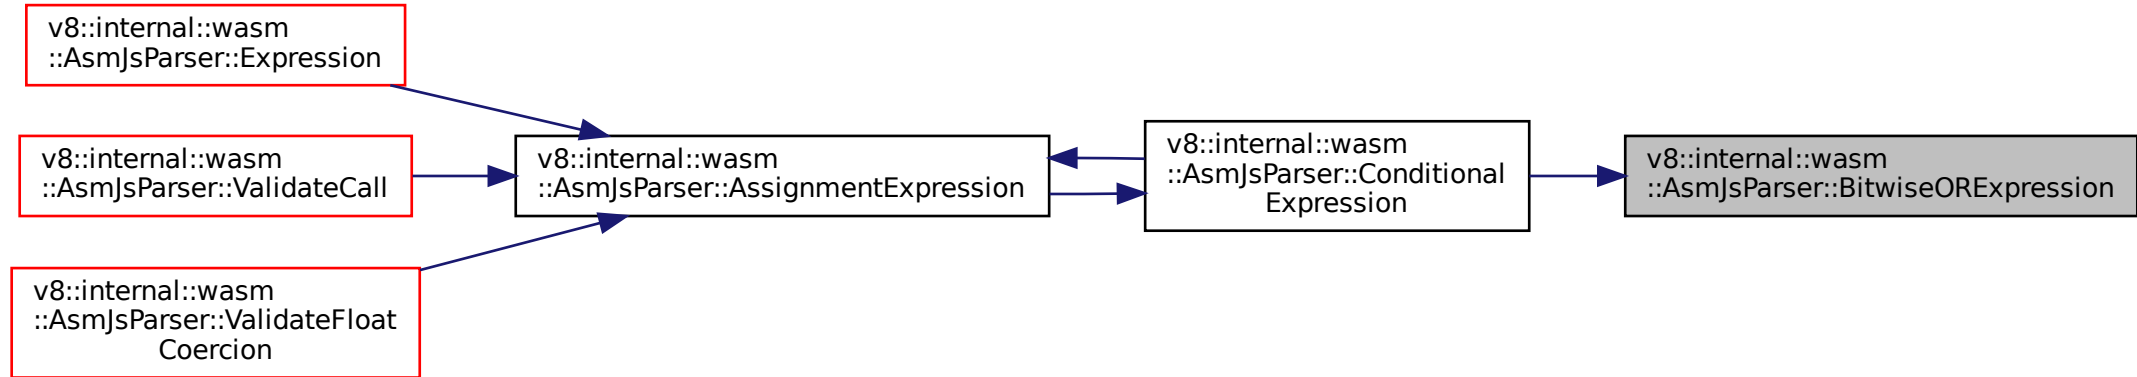 v8::internal::wasm
::AsmJsParser::Expression
v8::internal::wasm
::AsmJsParser::ValidateCall
v8::internal::wasm
::AsmJsParser::ValidateFloat
Coercion
v8::internal::wasm
::AsmJsParser::AssignmentExpression
v8::internal::wasm
::AsmJsParser::Conditional
Expression
v8::internal::wasm
::AsmJsParser::BitwiseORExpression